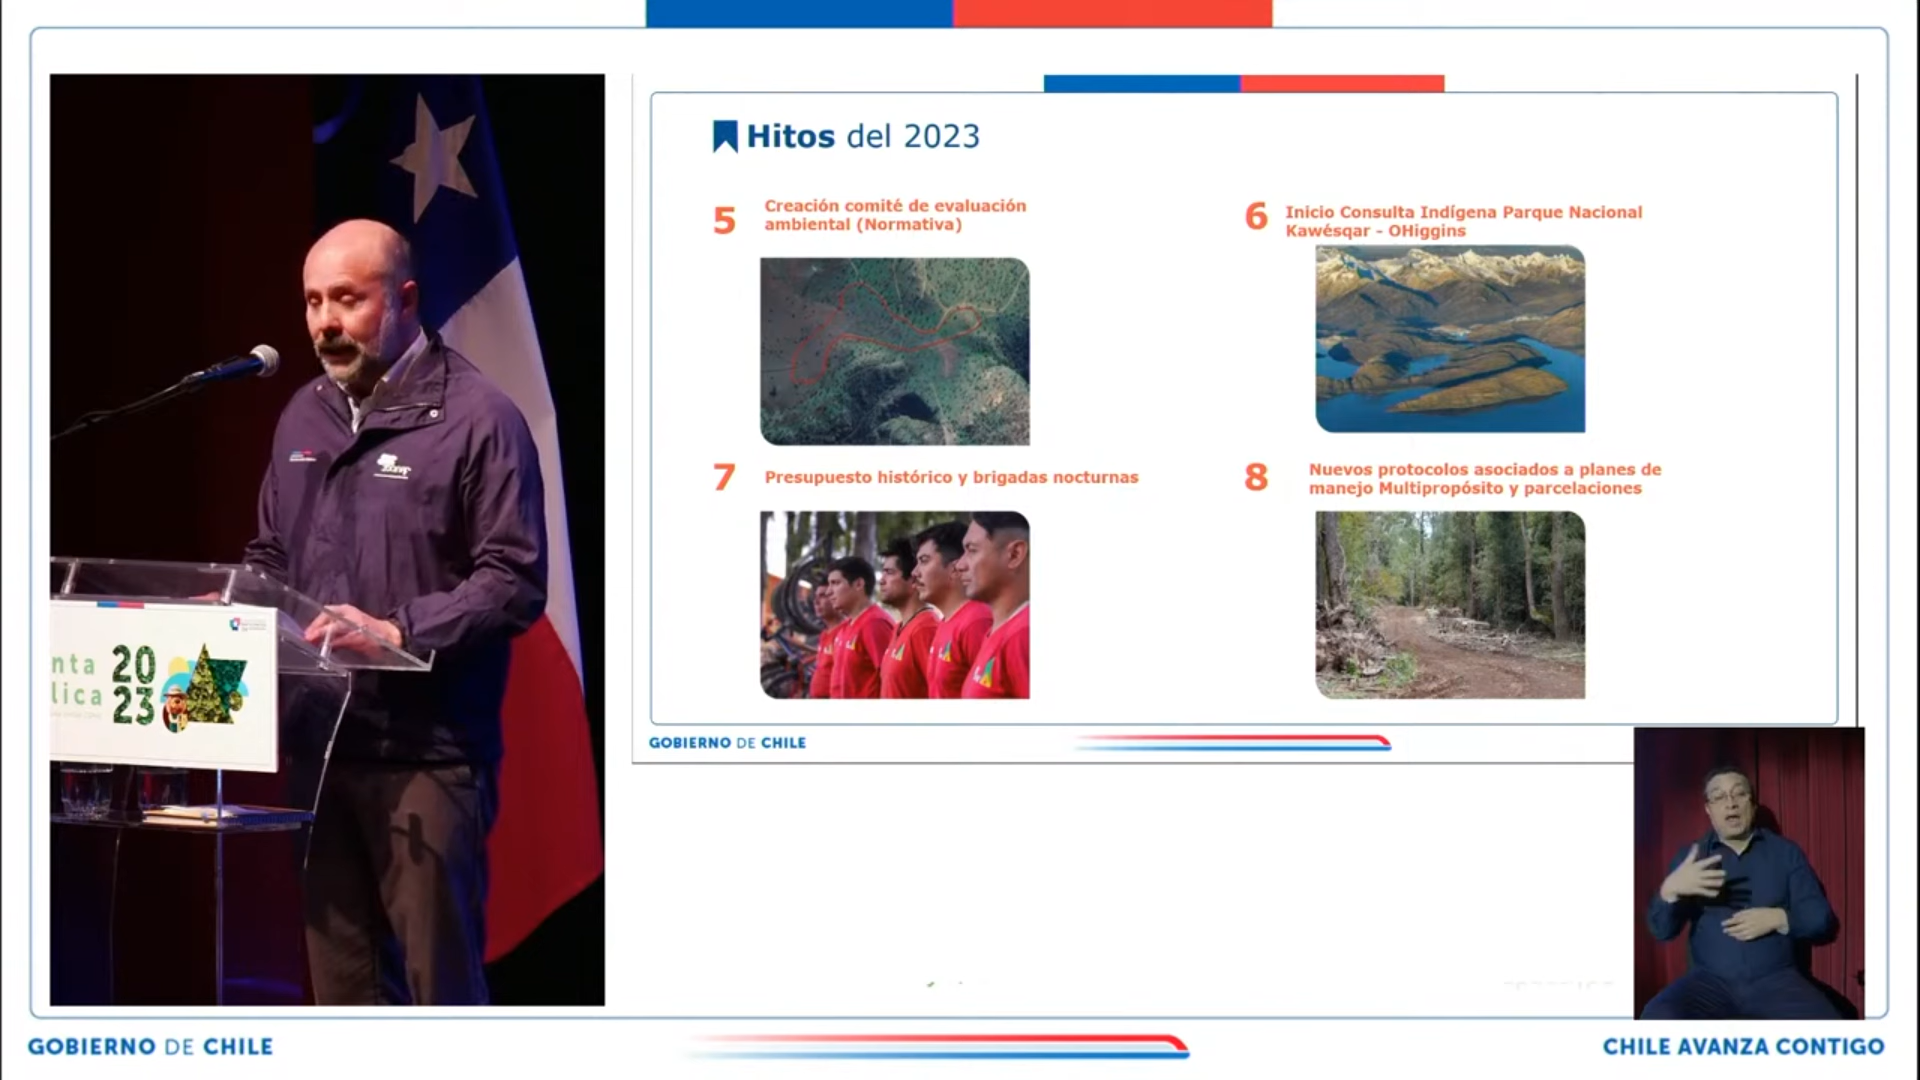 Hitos del 2023
5
Creación comité de evaluación
ambiental (Normativa)
6
Inicio Consulta Indígena Parque Nacional
Kawésqar - OHiggins
7
Presupuesto histórico y brigadas nocturnas
8
Nuevos protocolos asociados a planes de
manejo Multipropósito y parcelaciones
GOBIERNO DE CHILE
nta
lica
20
23
GOBIERNO DE CHILE
CHILE AVANZA CONTIGO